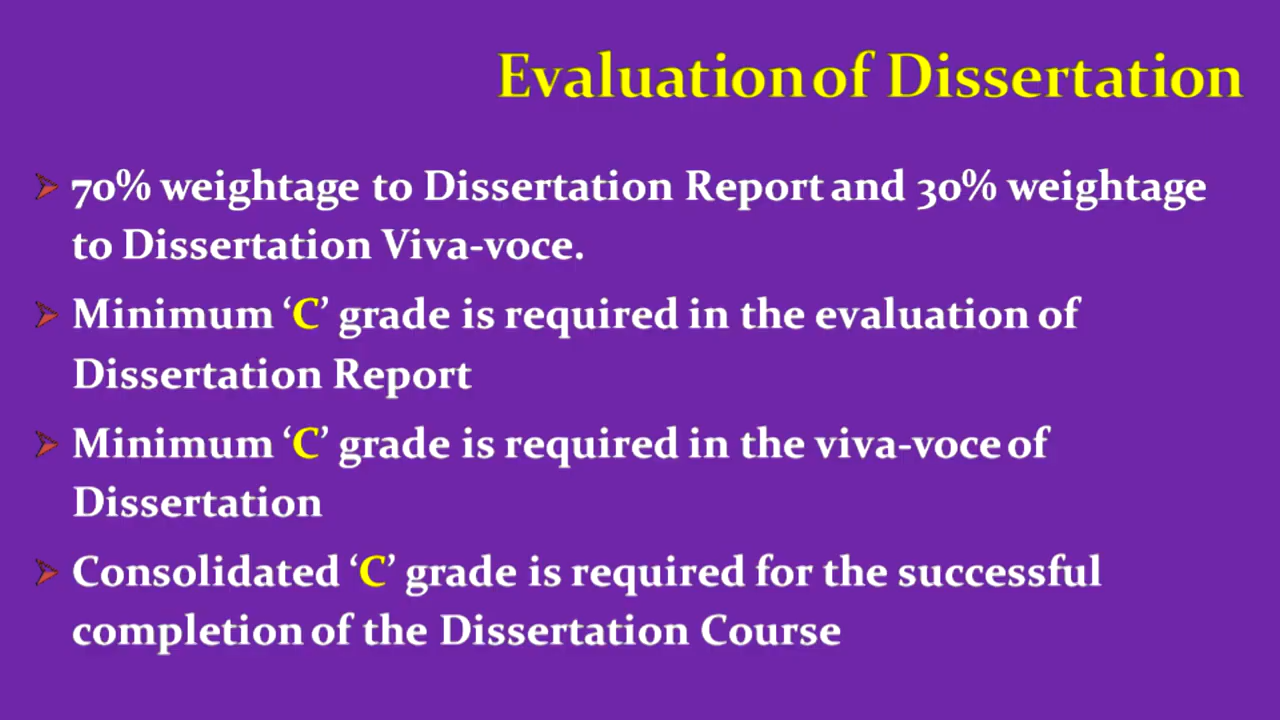 Evaluation of Dissertation
70% weightage to Dissertation Report and 30% weightage
to Dissertation Viva-voce.
Minimum ‘C’ grade is required in the evaluation of
Dissertation Report
Minimum ‘C’ grade is required in the viva-voce of
Dissertation
Consolidated ‘C’ grade is required for the successful
completion of the Dissertation Course